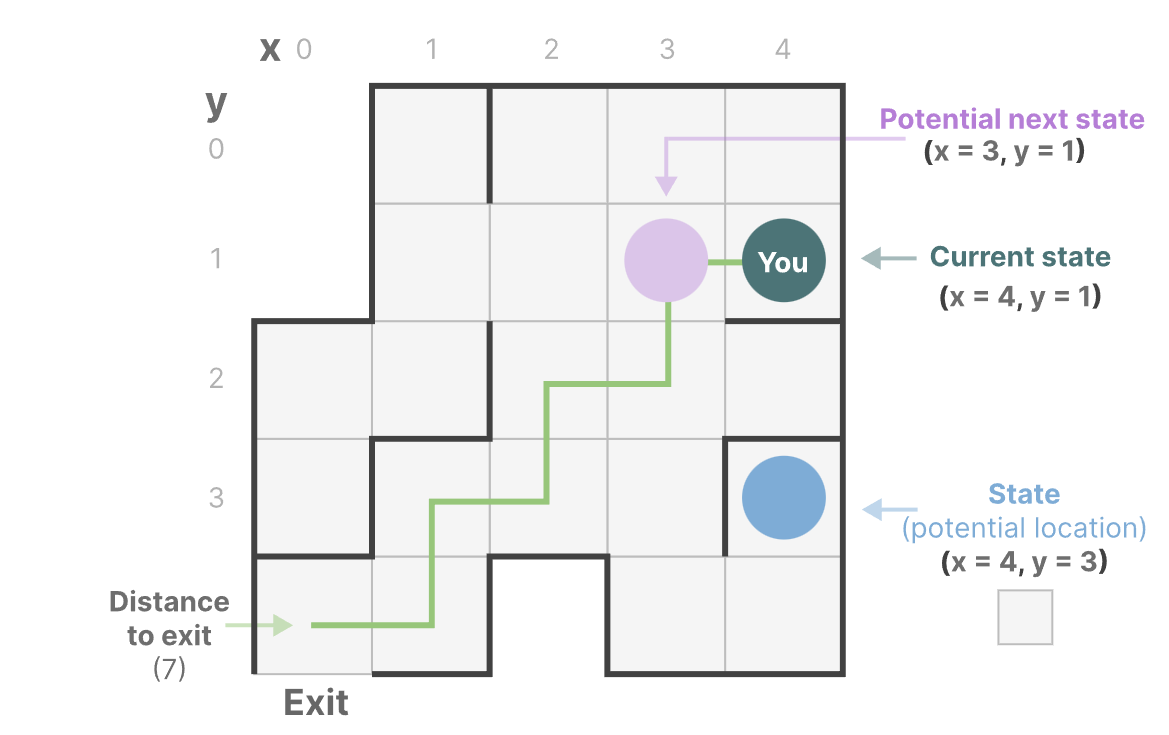 x 0 1 2 3 4
y
0
Potential next state
(x = 3, y = 1)
1
You
Current state
(x = 4, y = 1)
2
3
State
(potential location)
(x = 4, y = 3)
Distance
to exit
(7)
Exit